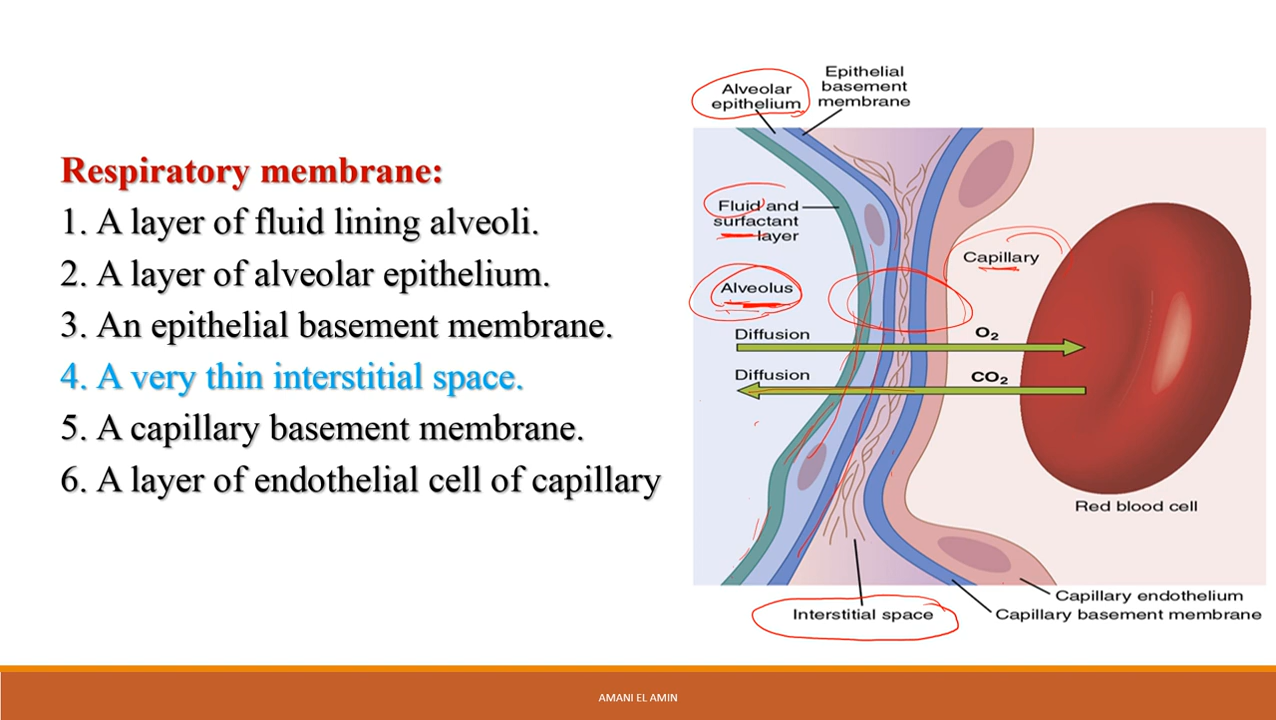 Respiratory membrane:
1. A layer of fluid lining alveoli.
2. A layer of alveolar epithelium.
3. An epithelial basement membrane.
4. A very thin interstitial space.
5. A capillary basement membrane.
6. A layer of endothelial cell of capillary
Alveolar
epithelium
Epithelial
basement
membrane
Fluid and
surfactant
layer
Alveolus
Capillary
Diffusion
O₂
Diffusion
CO₂
Red blood cell
Interstitial space
Capillary endothelium
Capillary basement membrane
AMANI EL AMIN